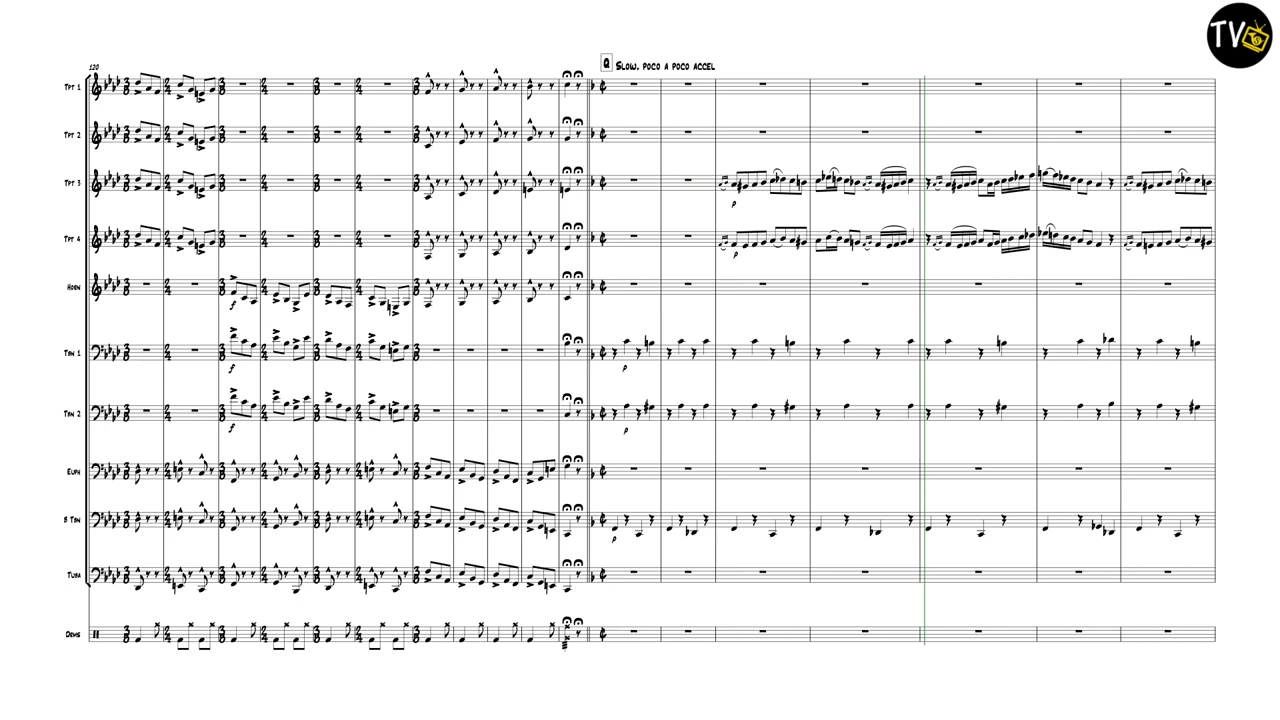 TV
120
Q Slow. poco a poco accel
Tpt 1
Tpt 2
Tpt 3
p
Tpt 4
p
Horn
f
Tbn 1
f
p
Tbn 2
f
p
Euph
B Tbn
p
Tuba
Drms